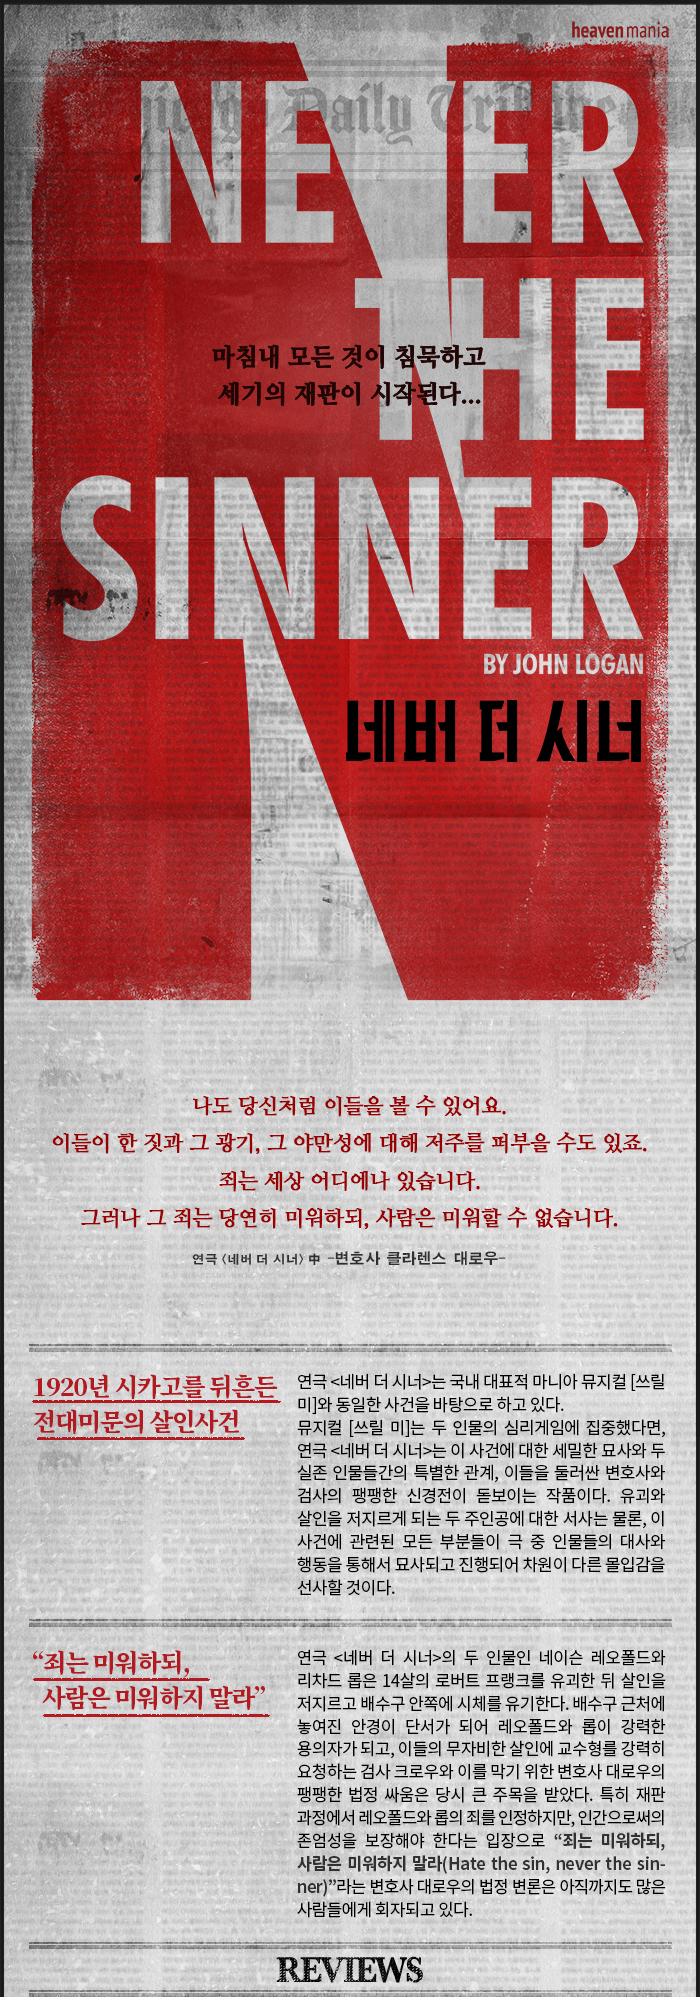 heaven mania
Daily Tribune
NEVER
THE
마침내 모든 것이 침묵하고
세기의 재판이 시작된다...
SINNER
BY JOHN LOGAN
네버 더 시너
나도 당신처럼 이들을 볼 수 있어요.
이들이 한 짓과 그 광기, 그 야만성에 대해 저주를 퍼부을 수도 있죠.
죄는 세상 어디에나 있습니다.
그러나 그 죄는 당연히 미워하되, 사람은 미워할 수 없습니다.
연극 <네버 더 시너> 中 -변호사 클라렌스 대로우-
1920년 시카고를 뒤흔든
전대미문의 살인사건
연극 <네버 더 시너>는 국내 대표적 마니아 뮤지컬 [쓰릴
미]와 동일한 사건을 바탕으로 하고 있다.
뮤지컬 [쓰릴 미]는 두 인물의 심리게임에 집중했다면,
연극 <네버 더 시너>는 이 사건에 대한 세밀한 묘사와 두
실존 인물들간의 특별한 관계, 이들을 둘러싼 변호사와
검사의 팽팽한 신경전이 돋보이는 작품이다. 유괴와
살인을 저지르게 되는 두 주인공에 대한 서사는 물론, 이
사건에 관련된 모든 부분들이 극 중 인물들의 대사와
행동을 통해서 묘사되고 진행되어 차원이 다른 몰입감을
선사할 것이다.
“죄는 미워하되,
사람은 미워하지 말라”
연극 <네버 더 시너>의 두 인물인 네이슨 레오폴드와
리차드 롭은 14살의 로버트 프랭크를 유괴한 뒤 살인을
저지르고 배수구 안쪽에 시체를 유기한다. 배수구 근처에
놓여진 안경이 단서가 되어 레오폴드와 롭이 강력한
용의자가 되고, 이들의 무자비한 살인에 교수형를 강력히
요청하는 검사 크로우와 이를 막기 위한 변호사 대로우의
팽팽한 법정 싸움은 당시 큰 주목을 받았다. 특히 재판
과정에서 레오폴드와 롭의 죄를 인정하지만, 인간으로써의
존엄성을 보장해야 한다는 입장으로 “죄는 미워하되,
사람은 미워하지 말라(Hate the sin, never the sin-
ner)”라는 변호사 대로우의 법정 변론은 아직까지도 많은
사람들에게 회자되고 있다.
REVIEWS